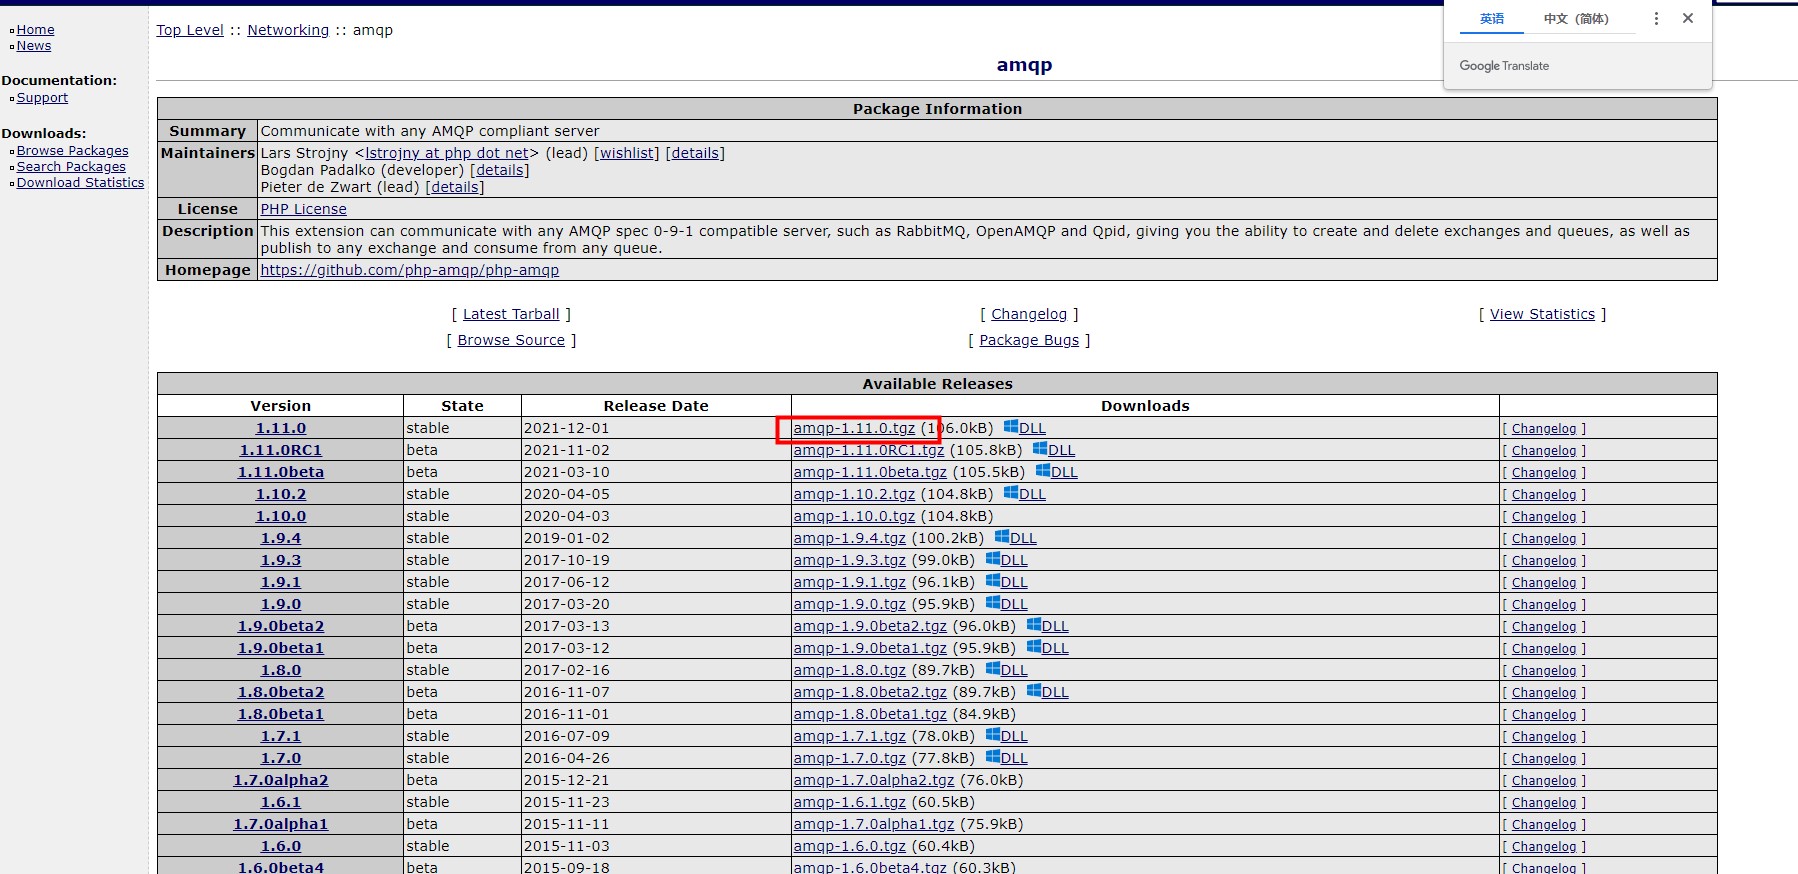 Home
News
Documentation:
Support
Downloads:
Browse Packages
Search Packages
Download Statistics
Top Level :: Networking :: amqp
英语 中文 (简体)
Google Translate
amqp
Package Information
Summary Communicate with any AMQP compliant server
Maintainers Lars Strojny <lstrojny at php dot net> (lead) [wishlist] [details]
Bogdan Padalko (developer) [details]
Pieter de Zwart (lead) [details]
License PHP License
Description This extension can communicate with any AMQP spec 0-9-1 compatible server, such as RabbitMQ, OpenAMQP and Qpid, giving you the ability to create and delete exchanges and queues, as well as
publish to any exchange and consume from any queue.
Homepage https://github.com/php-amqp/php-amqp
[ Latest Tarball ] [ Changelog ] [ View Statistics ]
[ Browse Source ] [ Package Bugs ]
Available Releases
Version State Release Date Downloads
1.11.0 stable 2021-12-01 amqp-1.11.0.tgz (106.0kB) DLL [ Changelog ]
1.11.0RC1 beta 2021-11-02 amqp-1.11.0RC1.tgz (105.8kB) DLL [ Changelog ]
1.11.0beta beta 2021-03-10 amqp-1.11.0beta.tgz (105.5kB) DLL [ Changelog ]
1.10.2 stable 2020-04-05 amqp-1.10.2.tgz (104.8kB) DLL [ Changelog ]
1.10.0 stable 2020-04-03 amqp-1.10.0.tgz (104.8kB) [ Changelog ]
1.9.4 stable 2019-01-02 amqp-1.9.4.tgz (100.2kB) DLL [ Changelog ]
1.9.3 stable 2017-10-19 amqp-1.9.3.tgz (99.0kB) DLL [ Changelog ]
1.9.1 stable 2017-06-12 amqp-1.9.1.tgz (96.1kB) DLL [ Changelog ]
1.9.0 stable 2017-03-20 amqp-1.9.0.tgz (95.9kB) DLL [ Changelog ]
1.9.0beta2 beta 2017-03-13 amqp-1.9.0beta2.tgz (96.0kB) DLL [ Changelog ]
1.9.0beta1 beta 2017-03-12 amqp-1.9.0beta1.tgz (95.9kB) DLL [ Changelog ]
1.8.0 stable 2017-02-16 amqp-1.8.0.tgz (89.7kB) DLL [ Changelog ]
1.8.0beta2 beta 2016-11-07 amqp-1.8.0beta2.tgz (89.7kB) DLL [ Changelog ]
1.8.0beta1 beta 2016-11-01 amqp-1.8.0beta1.tgz (84.9kB) [ Changelog ]
1.7.1 stable 2016-07-09 amqp-1.7.1.tgz (78.0kB) DLL [ Changelog ]
1.7.0 stable 2016-04-26 amqp-1.7.0.tgz (77.8kB) DLL [ Changelog ]
1.7.0alpha2 beta 2015-12-21 amqp-1.7.0alpha2.tgz (76.0kB) [ Changelog ]
1.6.1 stable 2015-11-23 amqp-1.6.1.tgz (60.5kB) [ Changelog ]
1.7.0alpha1 beta 2015-11-11 amqp-1.7.0alpha1.tgz (75.9kB) [ Changelog ]
1.6.0 stable 2015-11-03 amqp-1.6.0.tgz (60.4kB) [ Changelog ]
1.6.0beta4 beta 2015-09-18 amqp-1.6.0beta4.tgz (60.3kB) [ Changelog ]